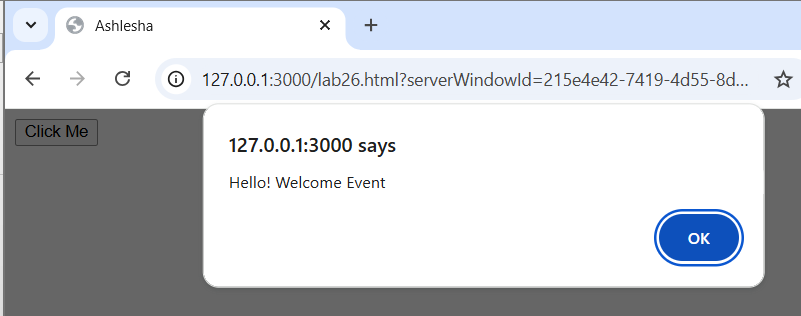 Ashlesha
127.0.0.1:3000/lab26.html?serverWindowId=215e4e42-7419-4d55-8d...
Click Me
127.0.0.1:3000 says
Hello! Welcome Event
OK